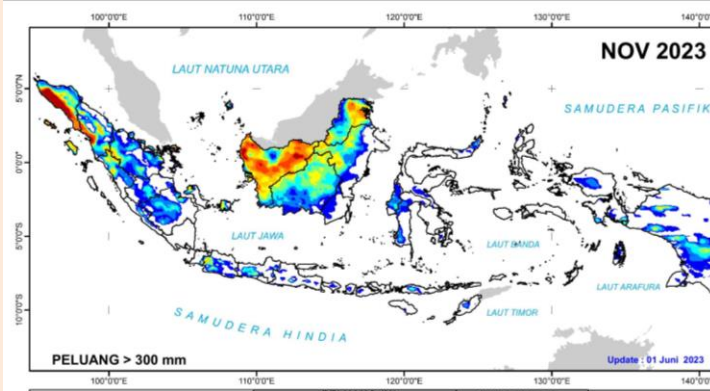 100°0'0"E 110°0'0"E 120°0'0"E 130°0'0"E 140°0'
NOV 2023
LAUT NATUNA UTARA
5°0'0"N
SAMUDERA PASIFIK
0°0'0"
LAUT JAWA
LAUT BANDA
5°0'0"S
LAUT ARAFURA
SAMUDERA HINDIA
LAUT TIMOR
10°0'0"S
PELUANG > 300 mm
Update : 01 Juni 2023
100°0'0"E 110°0'0"E 120°0'0"E 130°0'0"E 140°0'